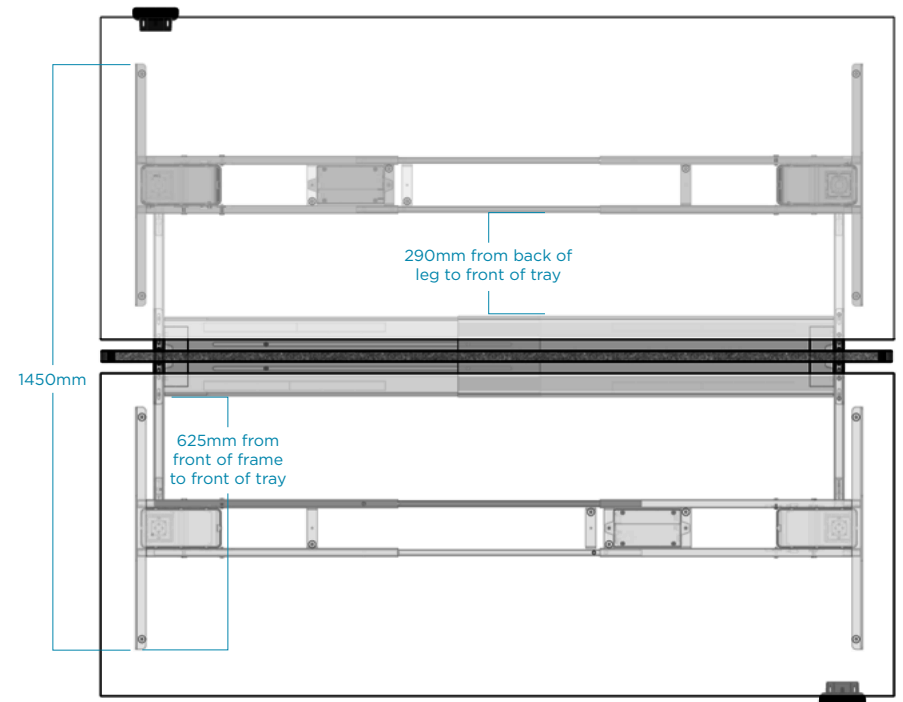 290mm from back of
leg to front of tray
1450mm
625mm from
front of frame
to front of tray